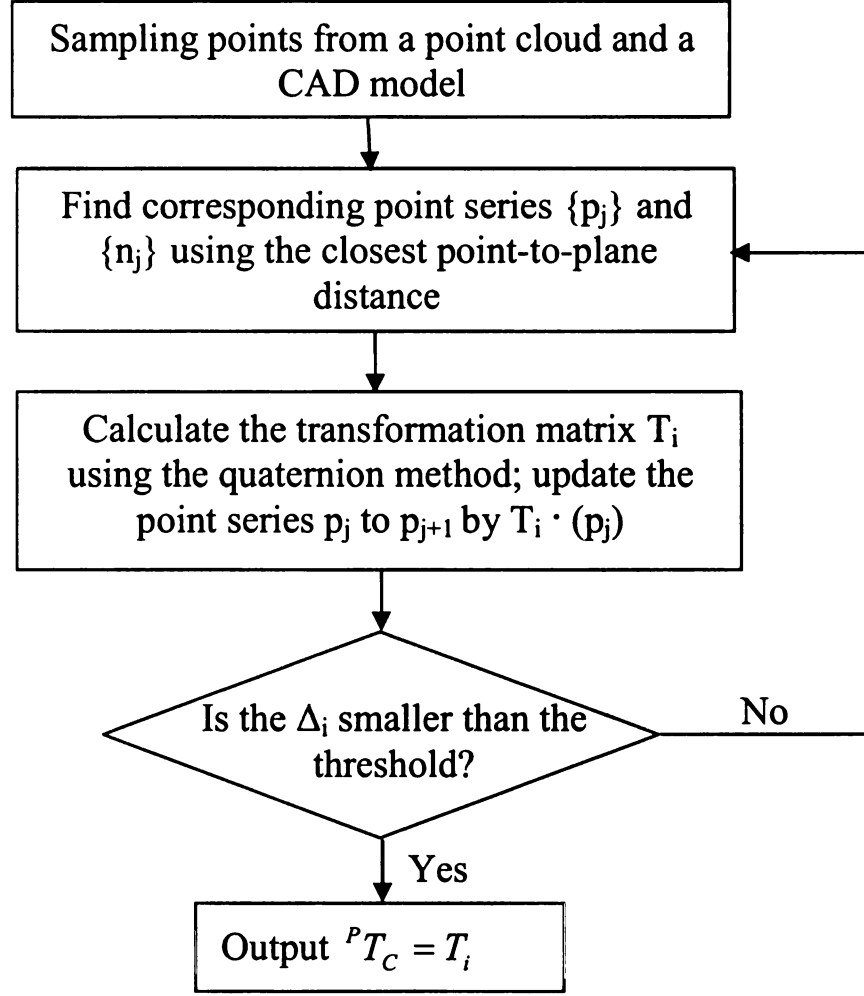 Sampling points from a point cloud and a
CAD model
Find corresponding point series {pⱼ} and
{nⱼ} using the closest point-to-plane
distance
Calculate the transformation matrix Tᵢ
using the quaternion method; update the
point series pⱼ to pⱼ₊₁ by Tᵢ · (pⱼ)
Is the Δᵢ smaller than the
threshold?
No
Yes
Output ᴾT_C = Tᵢ